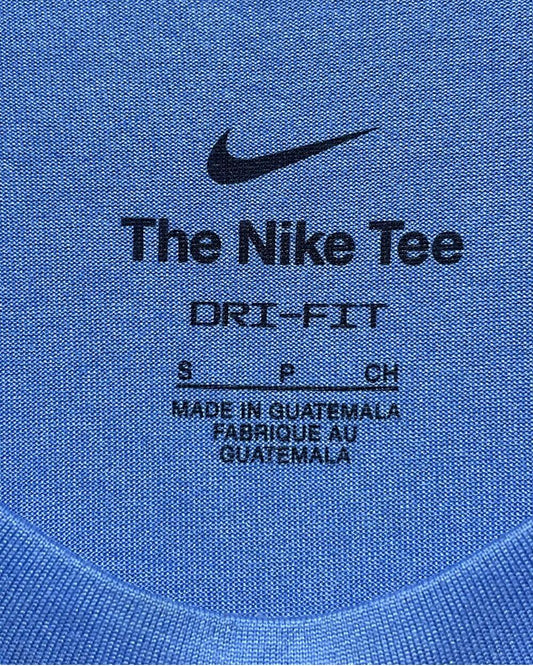 The Nike Tee
DRI-FIT
S P CH
MADE IN GUATEMALA
FABRIQUE AU
GUATEMALA